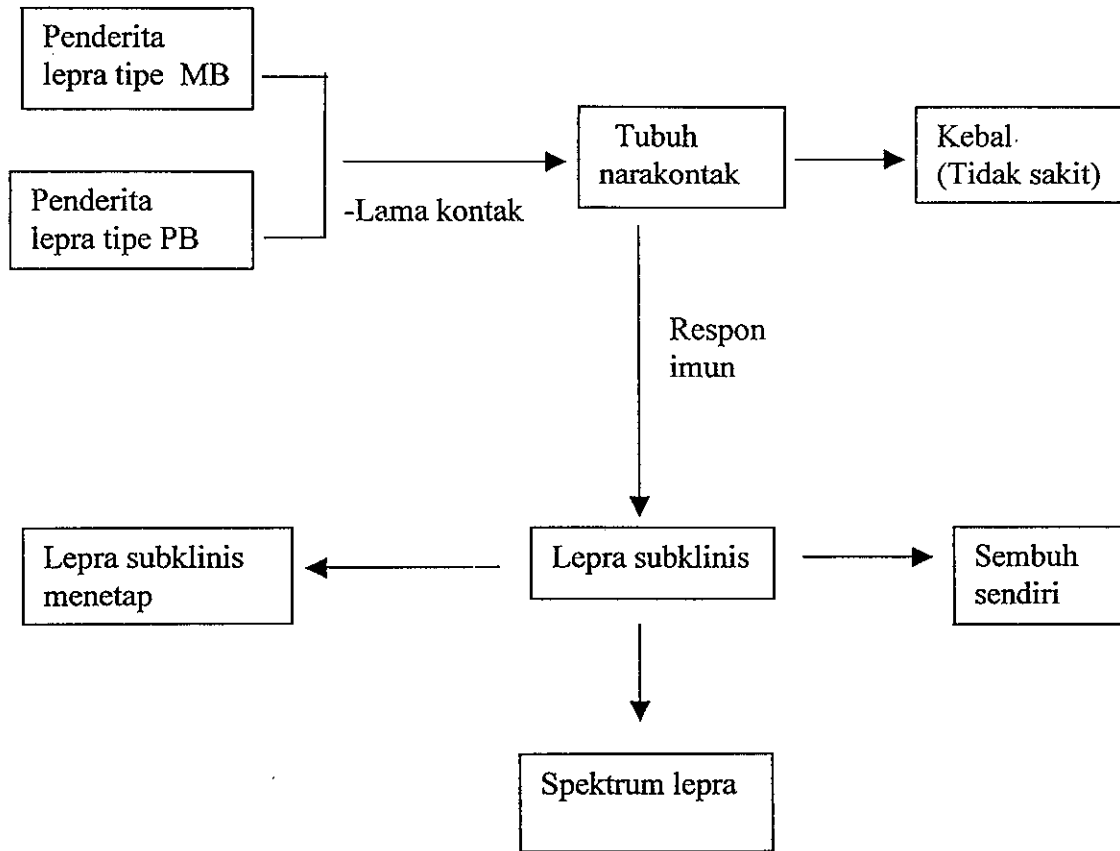 Penderita
lepra tipe MB
Penderita
lepra tipe PB
-Lama kontak
Tubuh
narakontak
Kebal
(Tidak sakit)
Respon
imun
Lepra subklinis
menetap
Lepra subklinis
Sembuh
sendiri
Spektrum lepra